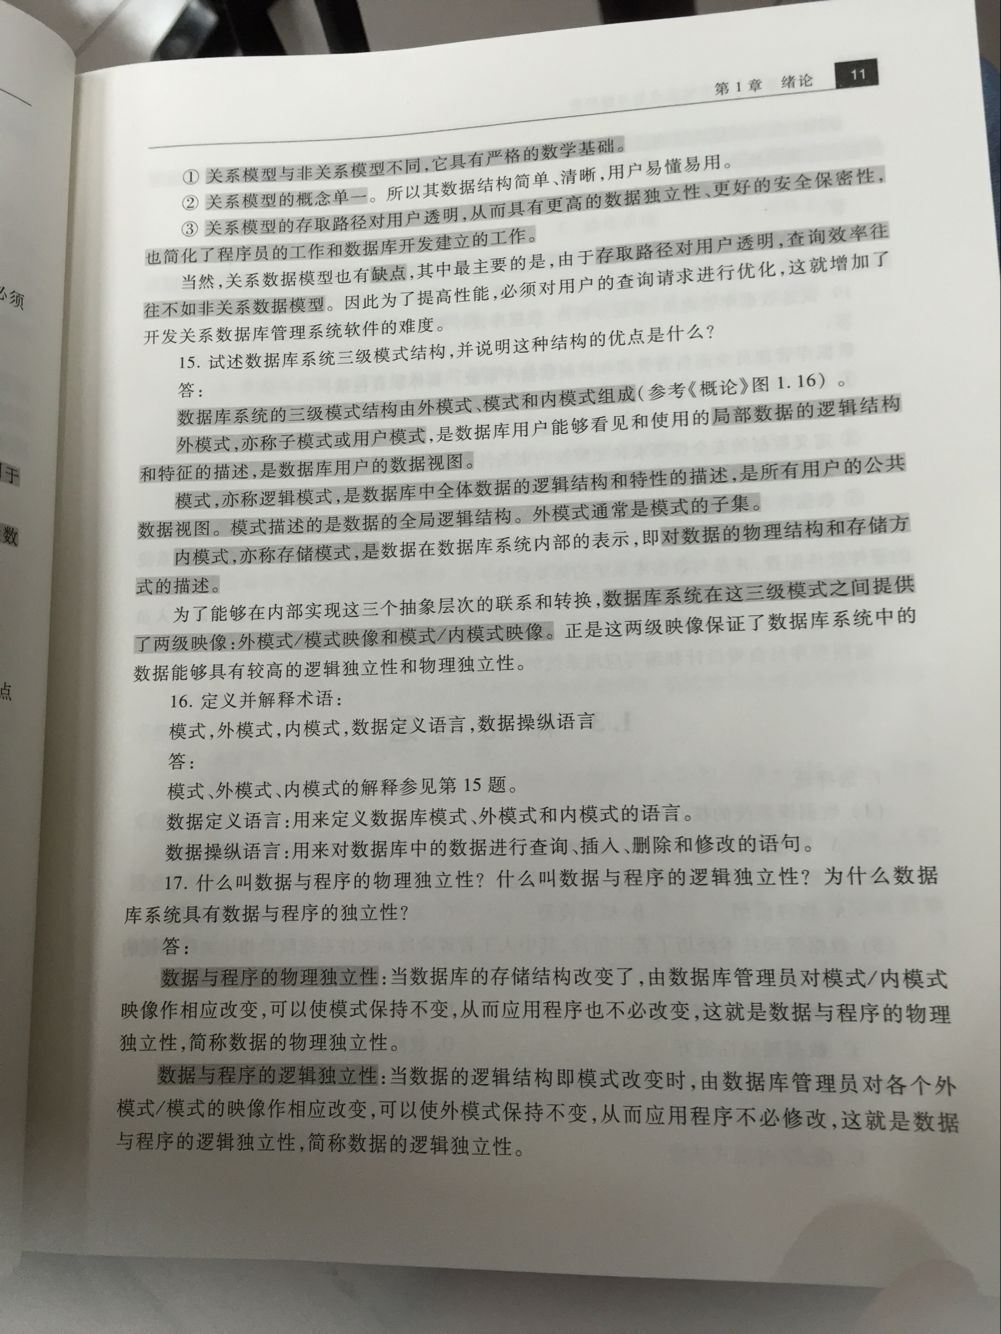 第 1 章　绪论　11
① 关系模型与非关系模型不同,它具有严格的数学基础。
② 关系模型的概念单一。所以其数据结构简单、清晰,用户易懂易用。
③ 关系模型的存取路径对用户透明,从而具有更高的数据独立性、更好的安全保密性,
也简化了程序员的工作和数据库开发建立的工作。
当然,关系数据模型也有缺点,其中最主要的是,由于存取路径对用户透明,查询效率往
往不如非关系数据模型。因此为了提高性能,必须对用户的查询请求进行优化,这就增加了
开发关系数据库管理系统软件的难度。
15. 试述数据库系统三级模式结构,并说明这种结构的优点是什么?
答:
数据库系统的三级模式结构由外模式、模式和内模式组成(参考《概论》图 1. 16) 。
外模式,亦称子模式或用户模式,是数据库用户能够看见和使用的局部数据的逻辑结构
和特征的描述,是数据库用户的数据视图。
模式,亦称逻辑模式,是数据库中全体数据的逻辑结构和特性的描述,是所有用户的公共
数据视图。模式描述的是数据的全局逻辑结构。外模式通常是模式的子集。
内模式,亦称存储模式,是数据在数据库系统内部的表示,即对数据的物理结构和存储方
式的描述。
为了能够在内部实现这三个抽象层次的联系和转换,数据库系统在这三级模式之间提供
了两级映像:外模式/模式映像和模式/内模式映像。正是这两级映像保证了数据库系统中的
数据能够具有较高的逻辑独立性和物理独立性。
16. 定义并解释术语:
模式,外模式,内模式,数据定义语言,数据操纵语言
答:
模式、外模式、内模式的解释参见第 15 题。
数据定义语言:用来定义数据库模式、外模式和内模式的语言。
数据操纵语言:用来对数据库中的数据进行查询、插入、删除和修改的语句。
17. 什么叫数据与程序的物理独立性? 什么叫数据与程序的逻辑独立性? 为什么数据
库系统具有数据与程序的独立性?
答:
数据与程序的物理独立性:当数据库的存储结构改变了,由数据库管理员对模式/内模式
映像作相应改变,可以使模式保持不变,从而应用程序也不必改变,这就是数据与程序的物理
独立性,简称数据的物理独立性。
数据与程序的逻辑独立性:当数据的逻辑结构即模式改变时,由数据库管理员对各个外
模式/模式的映像作相应改变,可以使外模式保持不变,从而应用程序不必修改,这就是数据
与程序的逻辑独立性,简称数据的逻辑独立性。